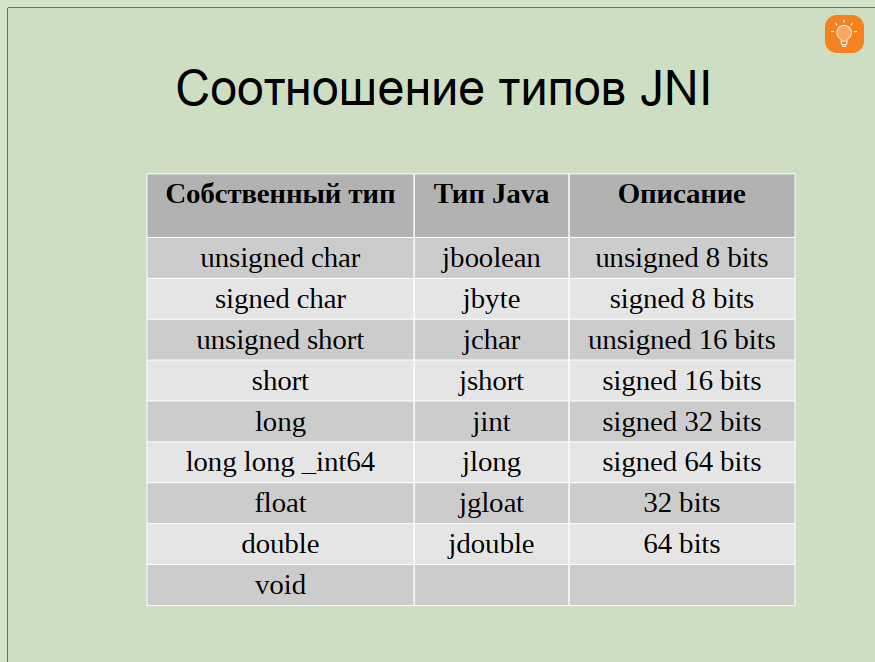 Соотношение типов JNI
Собственный тип Тип Java Описание
unsigned char jboolean unsigned 8 bits
signed char jbyte signed 8 bits
unsigned short jchar unsigned 16 bits
short jshort signed 16 bits
long jint signed 32 bits
long long _int64 jlong signed 64 bits
float jgloat 32 bits
double jdouble 64 bits
void